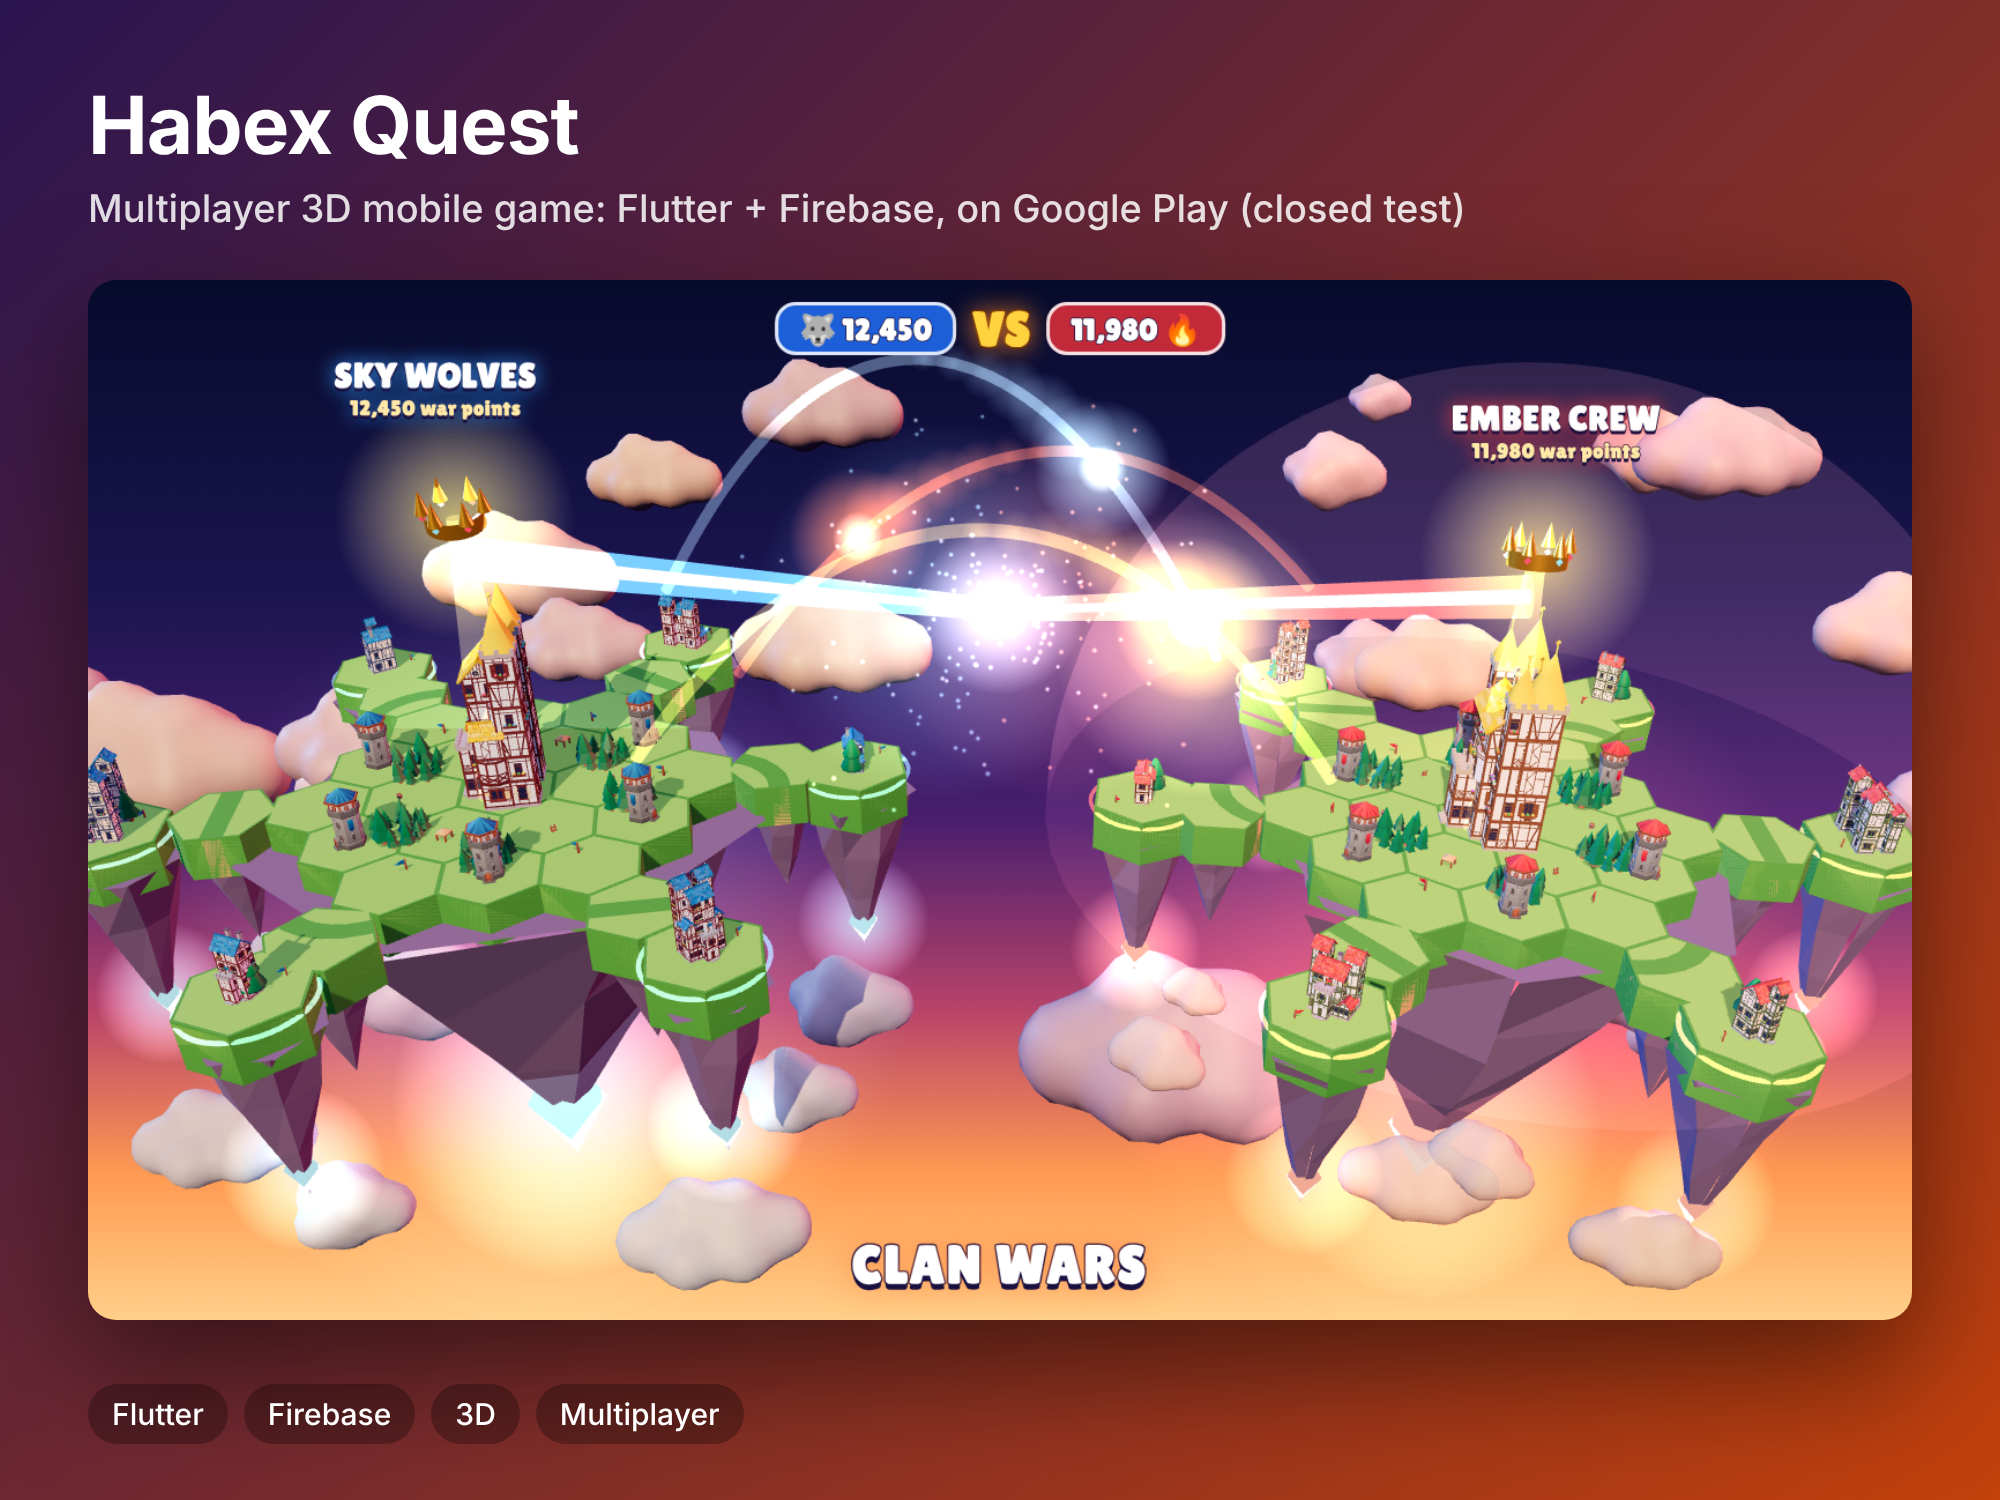 Habex Quest
Multiplayer 3D mobile game: Flutter + Firebase, on Google Play (closed test)
12,450 VS 11,980
SKY WOLVES
12,450 war points
EMBER CREW
11,980 war points
CLAN WARS
Flutter Firebase 3D Multiplayer